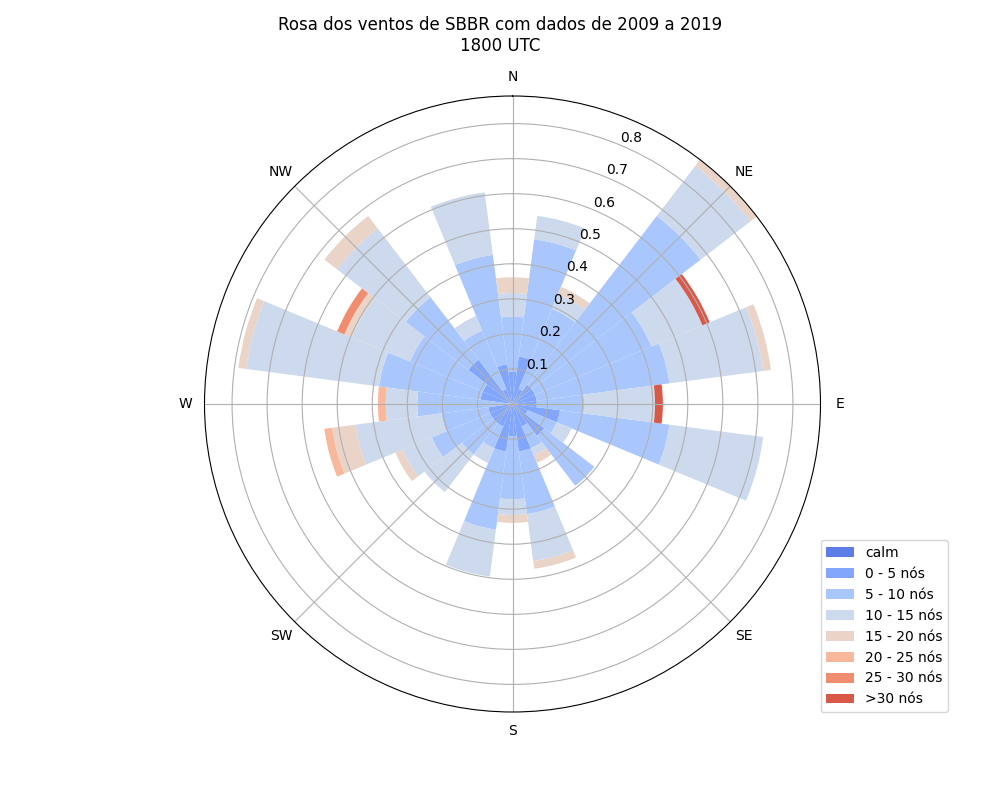 Rosa dos ventos de SBBR com dados de 2009 a 2019
1800 UTC
N
0.8
NW
NE
0.7
0.6
0.5
0.4
0.3
0.2
0.1
W
E
SW
SE
S
calm
0 - 5 nós
5 - 10 nós
10 - 15 nós
15 - 20 nós
20 - 25 nós
25 - 30 nós
>30 nós